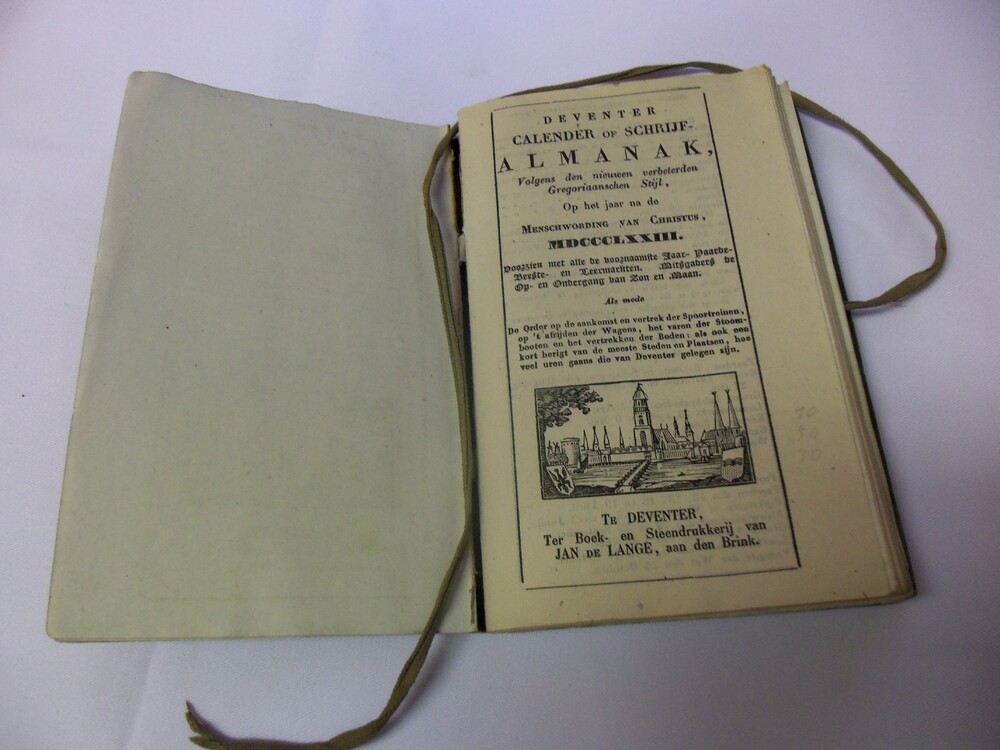 DEVENTER
CALENDER OF SCHRIJF-
ALMANAK,
Volgens den nieuwen verbeterden
Gregoriaanschen Stijl,
Op het jaar na de
MENSCHWORDING VAN CHRISTUS,
MDCCCLXXIII.
Voorzien met alle de voornaamste Jaar- Paarde-
Beeste- en Leermarkten. Mitsgaders de
Op- en Ondergang van Zon en Maan.
Als mede
De Order op de aankomst en vertrek der Spoortreinen,
op 't afrijden der Wagens, het varen der Stoom-
booten en het vertrekken der Boden: als ook een
kort berigt van de meeste Steden en Plaatsen, hoe
veel uren gaans die van Deventer gelegen zijn.
TE DEVENTER,
Ter Boek- en Steendrukkerij van
JAN DE LANGE, aan den Brink.